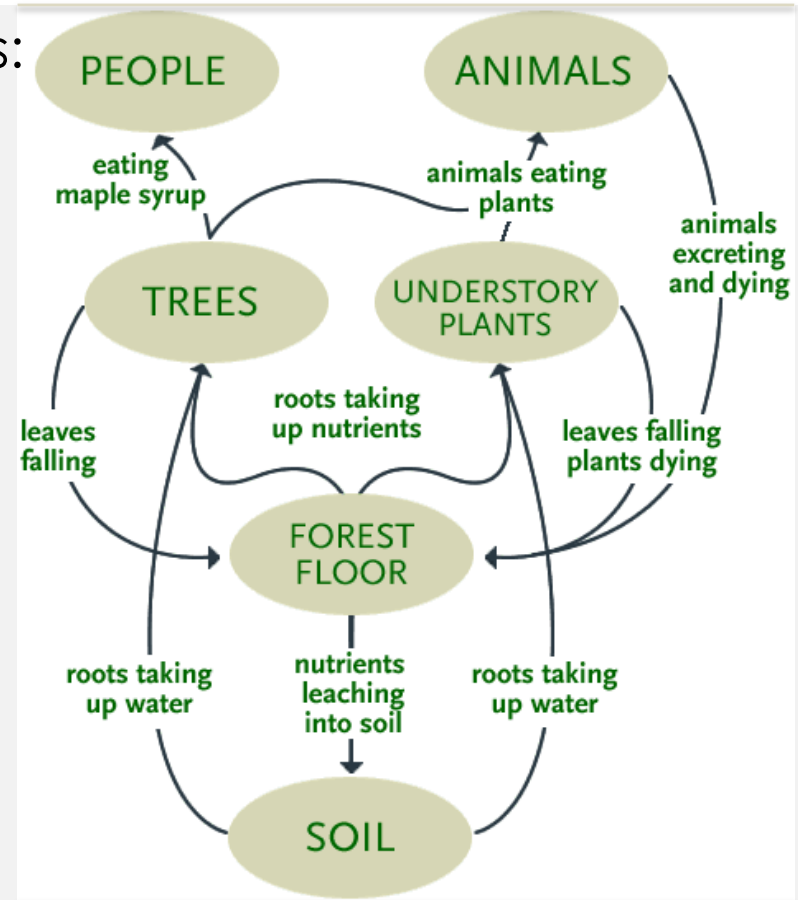 s:
PEOPLE
ANIMALS
eating
maple syrup
animals eating
plants
animals
excreting
and dying
TREES
UNDERSTORY
PLANTS
roots taking
up nutrients
leaves
falling
leaves falling
plants dying
FOREST
FLOOR
roots taking
up water
nutrients
leaching
into soil
roots taking
up water
SOIL